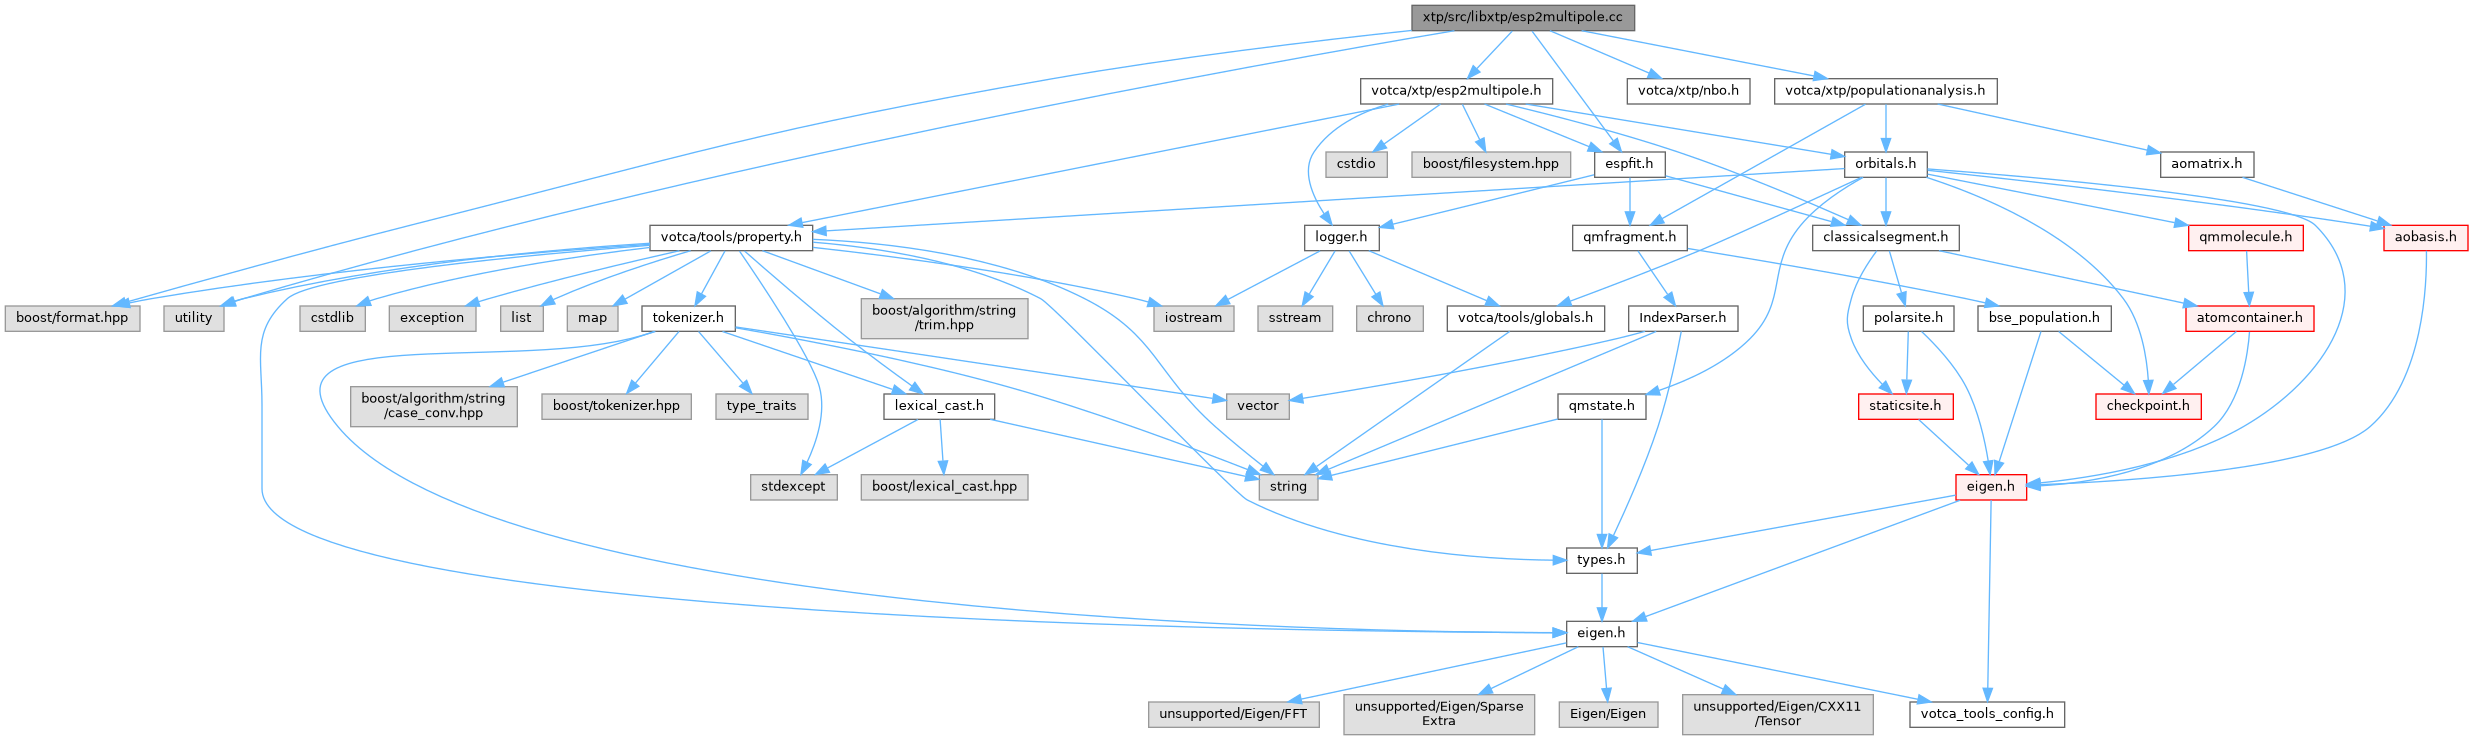 xtp/src/libxtp/esp2multipole.cc
votca/xtp/esp2multipole.h
votca/xtp/nbo.h
votca/xtp/populationanalysis.h
cstdio
boost/filesystem.hpp
espfit.h
orbitals.h
aomatrix.h
votca/tools/property.h
logger.h
qmfragment.h
classicalsegment.h
qmmolecule.h
aobasis.h
boost/format.hpp
utility
cstdlib
exception
list
map
tokenizer.h
boost/algorithm/string
/trim.hpp
iostream
sstream
chrono
votca/tools/globals.h
IndexParser.h
polarsite.h
bse_population.h
atomcontainer.h
boost/algorithm/string
/case_conv.hpp
boost/tokenizer.hpp
type_traits
lexical_cast.h
vector
qmstate.h
staticsite.h
checkpoint.h
stdexcept
boost/lexical_cast.hpp
string
eigen.h
types.h
eigen.h
unsupported/Eigen/FFT
unsupported/Eigen/Sparse
Extra
Eigen/Eigen
unsupported/Eigen/CXX11
/Tensor
votca_tools_config.h